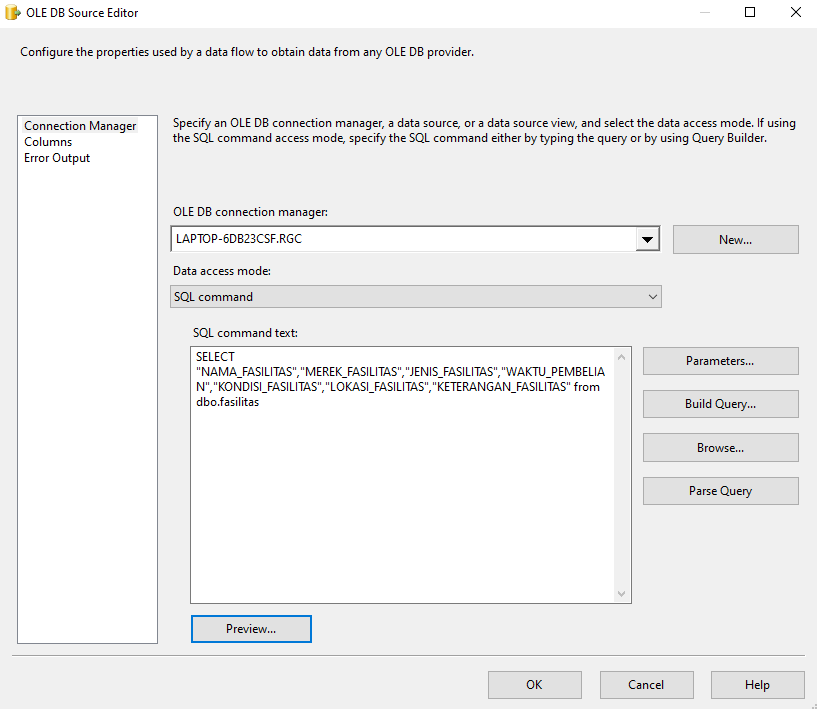 OLE DB Source Editor
Configure the properties used by a data flow to obtain data from any OLE DB provider.
Connection Manager
Columns
Error Output
Specify an OLE DB connection manager, a data source, or a data source view, and select the data access mode. If using
the SQL command access mode, specify the SQL command either by typing the query or by using Query Builder.
OLE DB connection manager:
LAPTOP-6DB23CSF.RGC
New...
Data access mode:
SQL command
SQL command text:
SELECT
"NAMA_FASILITAS","MEREK_FASILITAS","JENIS_FASILITAS","WAKTU_PEMBELIA
N","KONDISI_FASILITAS","LOKASI_FASILITAS","KETERANGAN_FASILITAS" from
dbo.fasilitas
Parameters...
Build Query...
Browse...
Parse Query
Preview...
OK
Cancel
Help